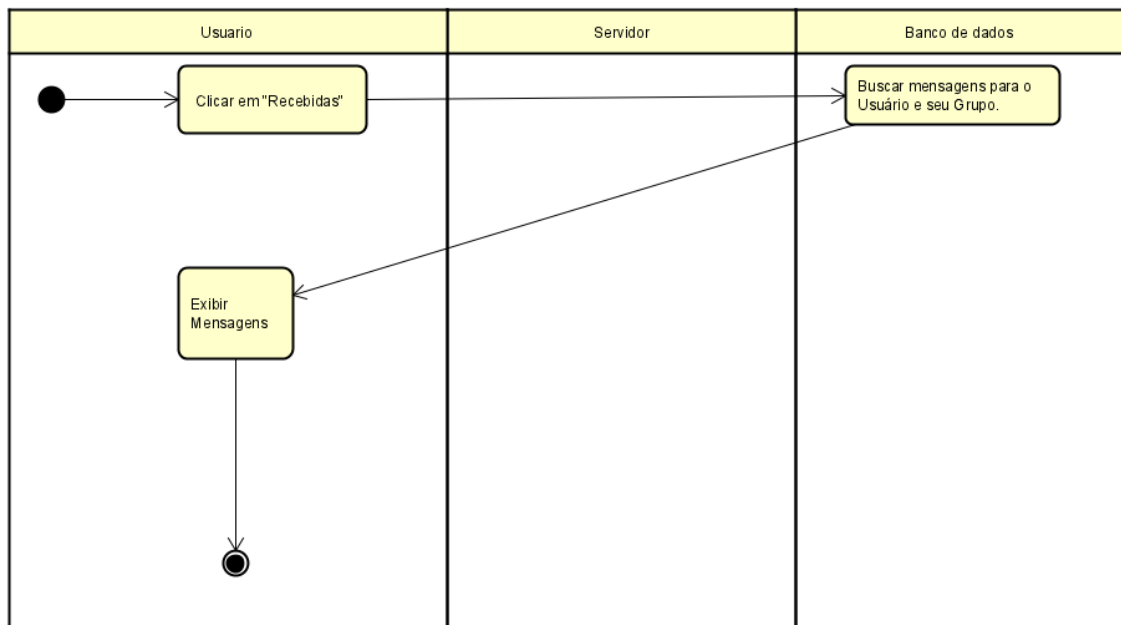 Usuario
Servidor
Banco de dados
Clicar em "Recebidas"
Buscar mensagens para o
Usuário e seu Grupo.
Exibir
Mensagens